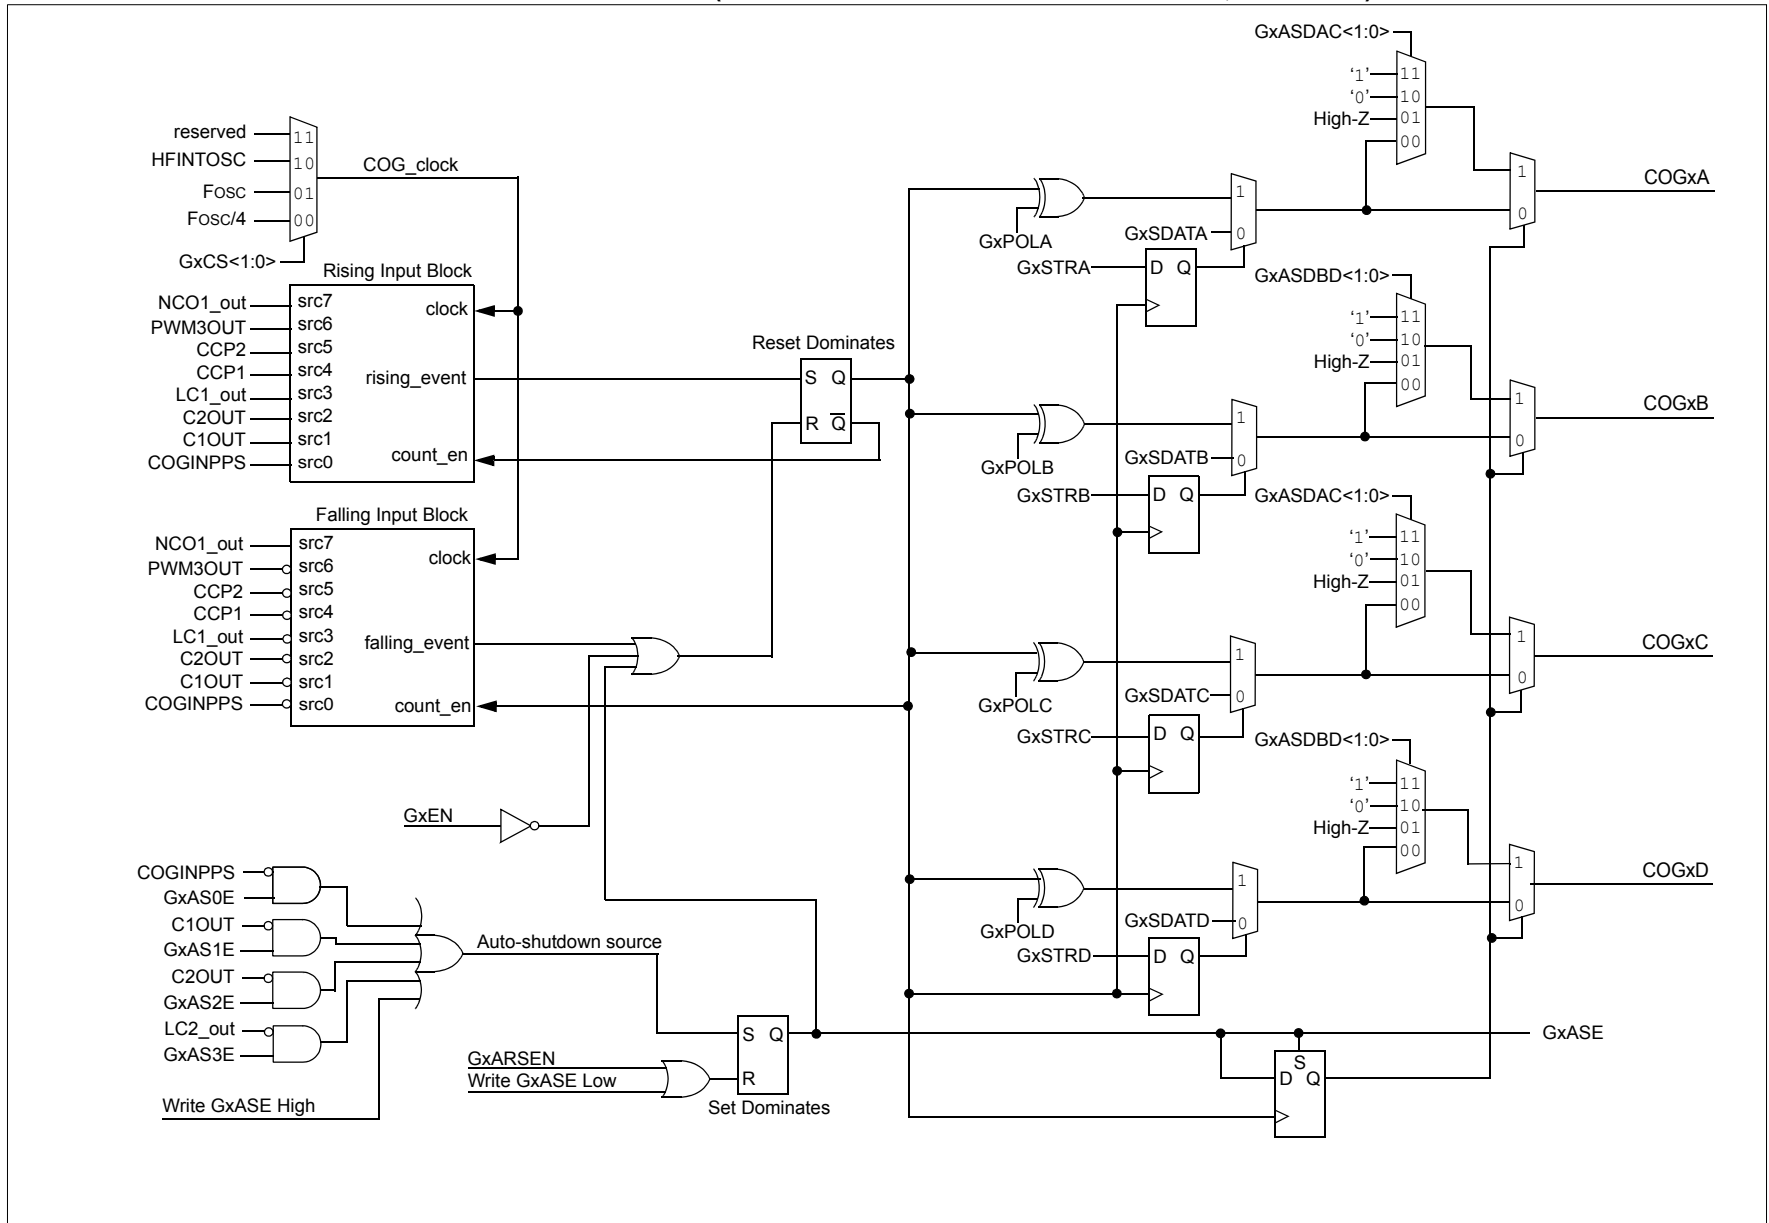 GxASDAC<1:0>
'1' 11
'0' 10
High-Z 01
00
1
0
COGxA
reserved 11
HFINTOSC 10
FOSC 01
FOSC/4 00
GxCS<1:0>
COG_clock
GxPOLA
1
GxSDATA 0
GxSTRA D Q
Rising Input Block
NCO1_out src7
PWM3OUT src6
CCP2 src5
CCP1 src4
LC1_out src3
C2OUT src2
C1OUT src1
COGINPPS src0
clock
rising_event
count_en
Reset Dominates
S Q
R Q
GxASDBD<1:0>
'1' 11
'0' 10
High-Z 01
00
1
0
COGxB
GxPOLB
1
GxSDATB 0
GxSTRB D Q
Falling Input Block
NCO1_out src7
PWM3OUT src6
CCP2 src5
CCP1 src4
LC1_out src3
C2OUT src2
C1OUT src1
COGINPPS src0
clock
falling_event
count_en
GxASDAC<1:0>
'1' 11
'0' 10
High-Z 01
00
1
0
COGxC
GxPOLC
1
GxSDATC 0
GxSTRC D Q
GxEN
GxASDBD<1:0>
'1' 11
'0' 10
High-Z 01
00
1
0
COGxD
GxPOLD
1
GxSDATD 0
GxSTRD D Q
COGINPPS
GxAS0E
C1OUT
GxAS1E
C2OUT
GxAS2E
LC2_out
GxAS3E
Write GxASE High
Auto-shutdown source
GxARSEN
Write GxASE Low
S Q
R
Set Dominates
S
D Q
GxASE